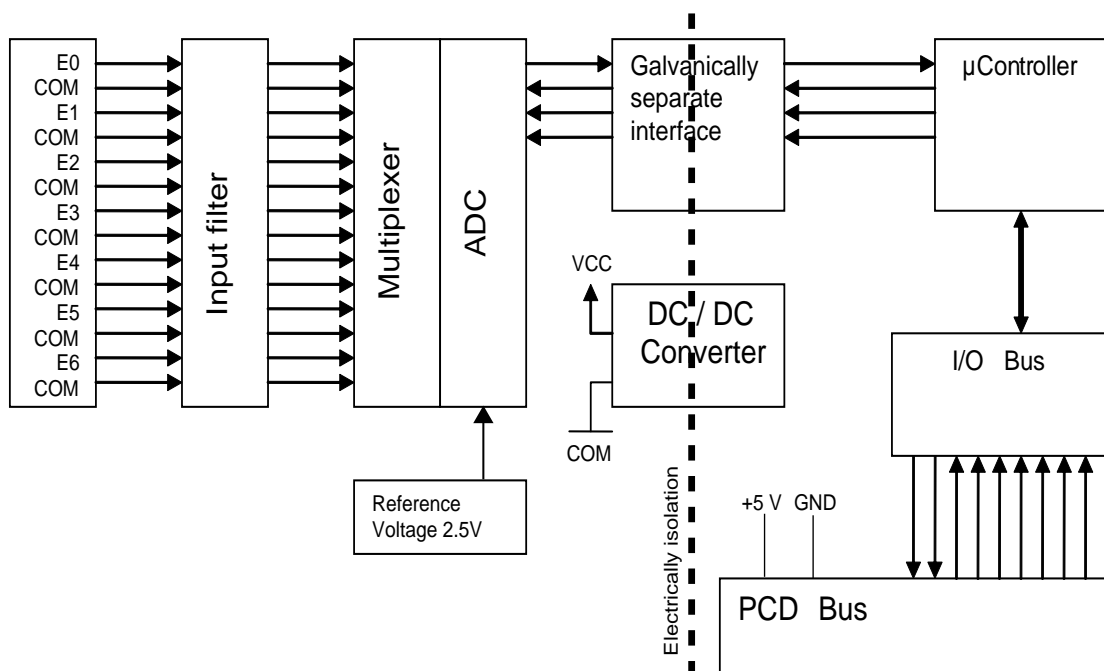 E0
COM
E1
COM
E2
COM
E3
COM
E4
COM
E5
COM
E6
COM
Input filter
Multiplexer
ADC
Galvanically
separate
interface
µController
VCC
DC / DC
Converter
COM
I/O Bus
Reference
Voltage 2.5V
Electrically isolation
+5 V GND
PCD Bus